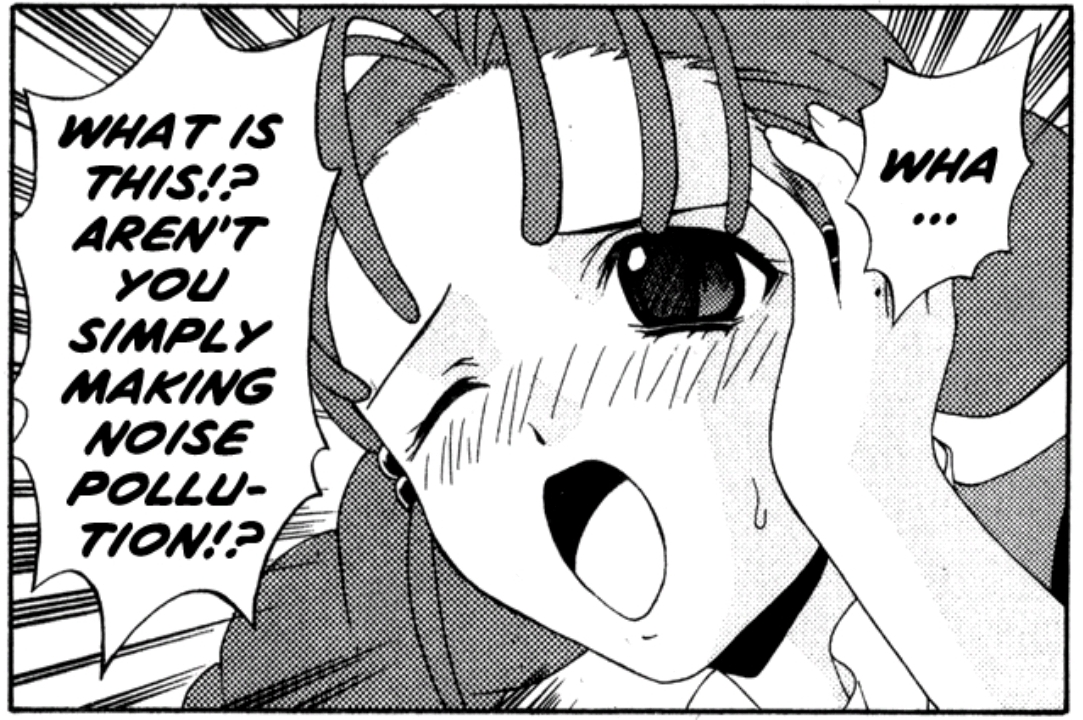 WHA
...
WHAT IS
THIS!?
AREN'T
YOU
SIMPLY
MAKING
NOISE
POLLU-
TION!?